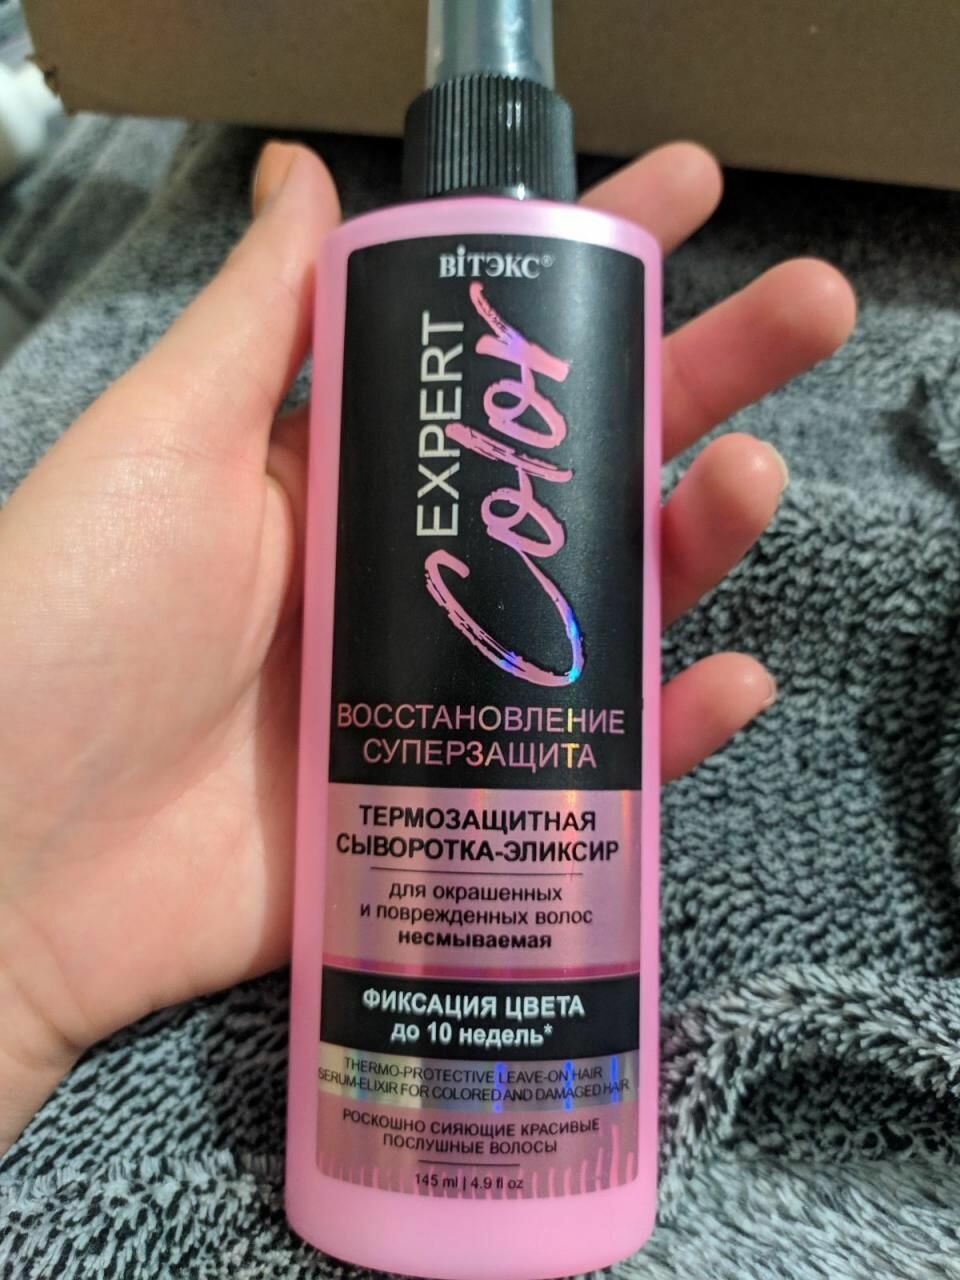 ВІТЭКС®
EXPERT
Color
ВОССТАНОВЛЕНИЕ
СУПЕРЗАЩИТА
ТЕРМОЗАЩИТНАЯ
СЫВОРОТКА-ЭЛИКСИР
для окрашенных
и поврежденных волос
несмываемая
ФИКСАЦИЯ ЦВЕТА
до 10 недель*
THERMO-PROTECTIVE LEAVE-ON HAIR
SERUM-ELIXIR FOR COLORED AND DAMAGED HAIR
РОСКОШНО СИЯЮЩИЕ КРАСИВЫЕ
ПОСЛУШНЫЕ ВОЛОСЫ
145 ml | 4.9 fl oz